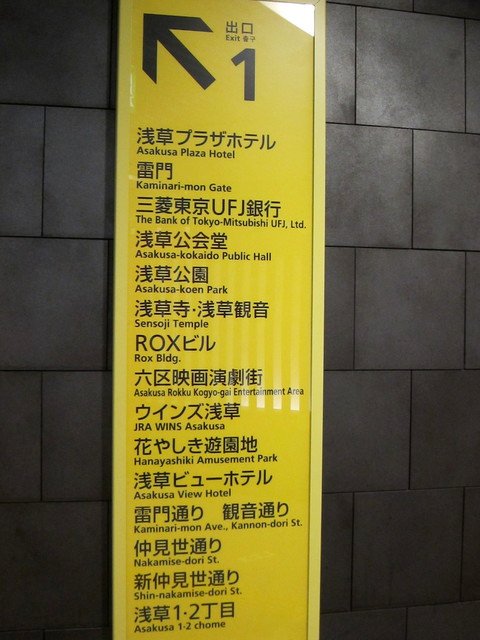 出口
Exit 출구
1
浅草プラザホテル
Asakusa Plaza Hotel
雷門
Kaminari-mon Gate
三菱東京UFJ銀行
The Bank of Tokyo-Mitsubishi UFJ, Ltd.
浅草公会堂
Asakusa-kokaido Public Hall
浅草公園
Asakusa-koen Park
浅草寺·浅草観音
Sensoji Temple
ROXビル
Rox Bldg.
六区映画演劇街
Asakusa Rokku Kogyo-gai Entertainment Area
ウインズ浅草
JRA WINS Asakusa
花やしき遊園地
Hanayashiki Amusement Park
浅草ビューホテル
Asakusa View Hotel
雷門通り 観音通り
Kaminari-mon Ave., Kannon-dori St.
仲見世通り
Nakamise-dori St.
新仲見世通り
Shin-nakamise-dori St.
浅草1·2丁目
Asakusa 1-2 chome